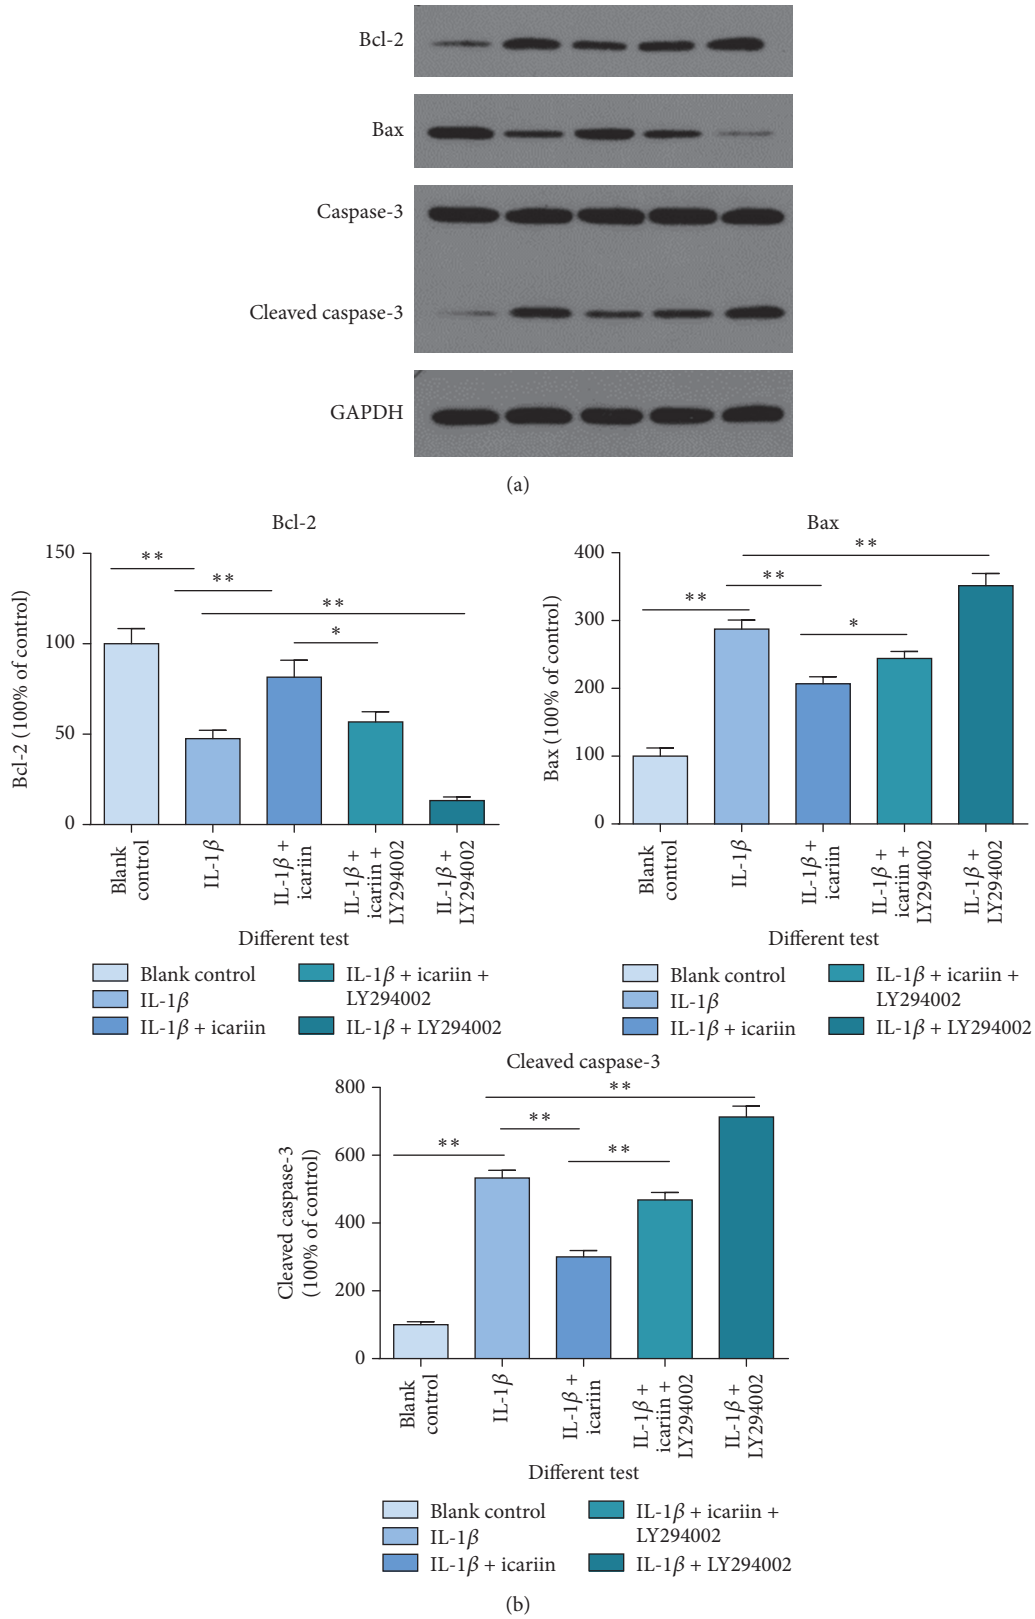 Bcl-2
Bax
Caspase-3
Cleaved caspase-3
GAPDH
(a)
Bcl-2
Bcl-2 (100% of control)
150
100
50
0
**
**
**
*
Blank
control
IL-1β
IL-1β +
icariin
IL-1β +
icariin +
LY294002
IL-1β +
LY294002
Different test
Blank control
IL-1β
IL-1β + icariin
IL-1β + icariin +
LY294002
IL-1β + LY294002
Bax
Bax (100% of control)
400
300
200
100
0
**
**
**
*
Blank
control
IL-1β
IL-1β +
icariin
IL-1β +
icariin +
LY294002
IL-1β +
LY294002
Different test
Blank control
IL-1β
IL-1β + icariin
IL-1β + icariin +
LY294002
IL-1β + LY294002
Cleaved caspase-3
Cleaved caspase-3
(100% of control)
800
600
400
200
0
**
**
**
**
Blank
control
IL-1β
IL-1β +
icariin
IL-1β +
icariin +
LY294002
IL-1β +
LY294002
Different test
Blank control
IL-1β
IL-1β + icariin
IL-1β + icariin +
LY294002
IL-1β + LY294002
(b)